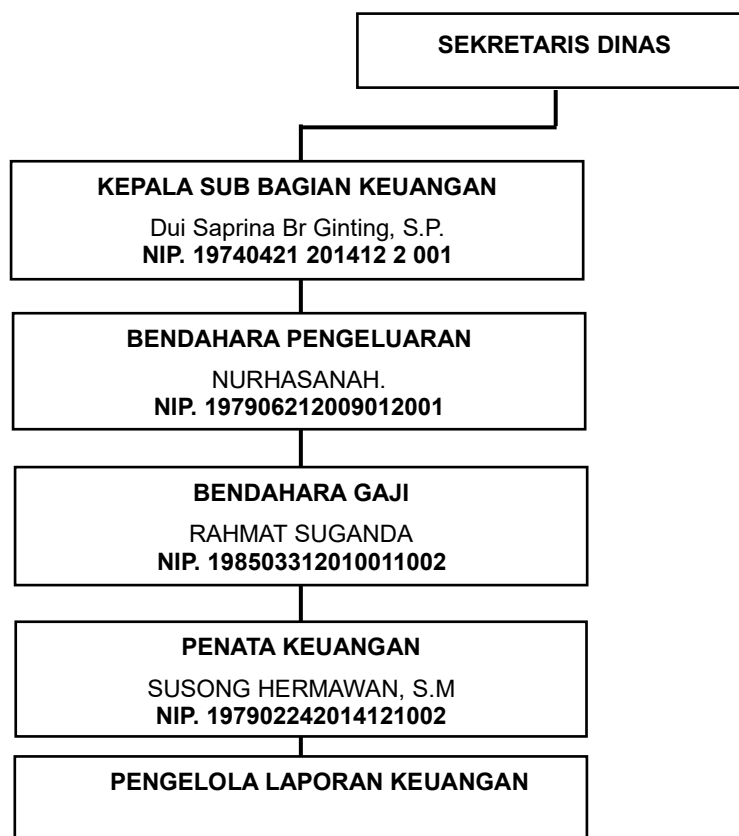 SEKRETARIS DINAS
KEPALA SUB BAGIAN KEUANGAN
Dui Saprina Br Ginting, S.P.
NIP. 19740421 201412 2 001
BENDAHARA PENGELUARAN
NURHASANAH.
NIP. 197906212009012001
BENDAHARA GAJI
RAHMAT SUGANDA
NIP. 198503312010011002
PENATA KEUANGAN
SUSONG HERMAWAN, S.M
NIP. 197902242014121002
PENGELOLA LAPORAN KEUANGAN